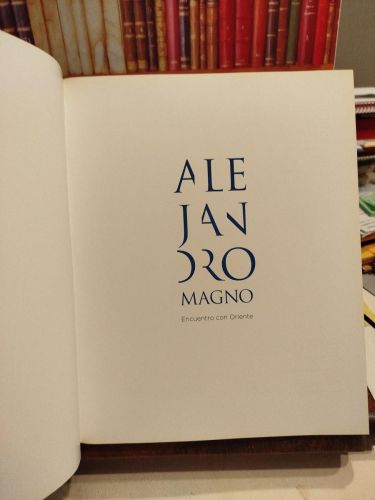 ALE
JAN
DRO
MAGNO
Encuentro con Oriente